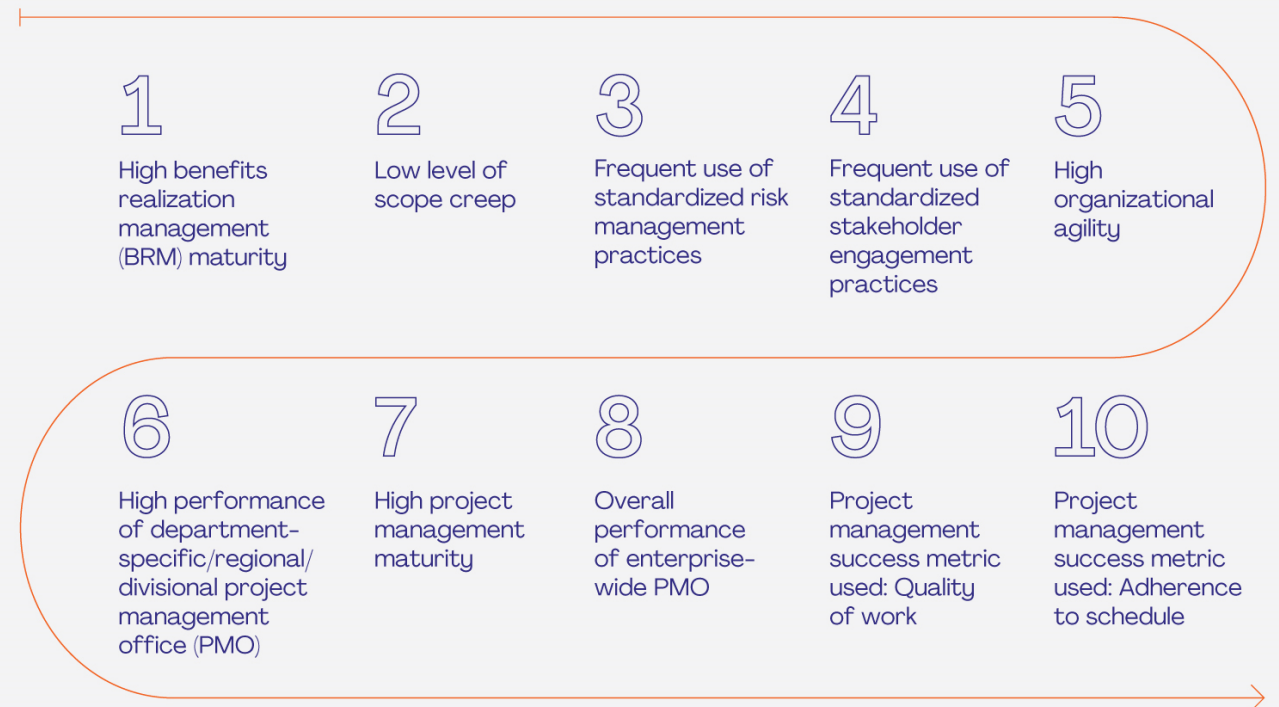 1
High benefits
realization
management
(BRM) maturity
2
Low level of
scope creep
3
Frequent use of
standardized risk
management
practices
4
Frequent use of
standardized
stakeholder
engagement
practices
5
High
organizational
agility
6
High performance
of department-
specific/regional/
divisional project
management
office (PMO)
7
High project
management
maturity
8
Overall
performance
of enterprise-
wide PMO
9
Project
management
success metric
used: Quality
of work
10
Project
management
success metric
used: Adherence
to schedule